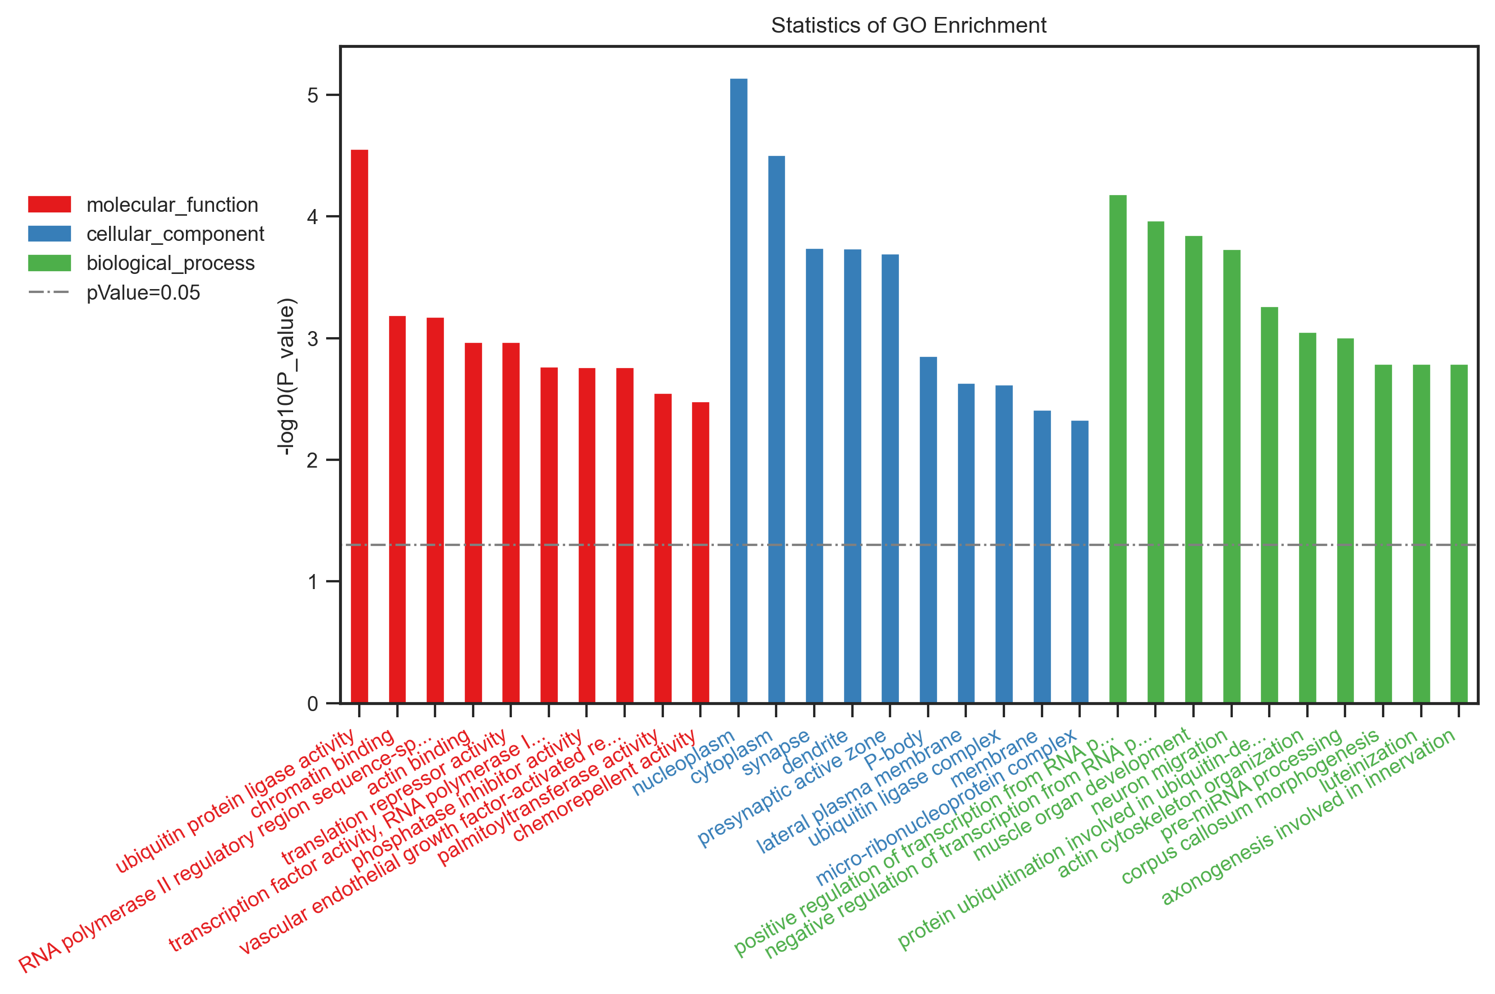 Statistics of GO Enrichment
molecular_function
cellular_component
biological_process
pValue=0.05
-log10(P_value)
5
4
3
2
1
0
ubiquitin protein ligase activity
chromatin binding
RNA polymerase II regulatory region sequence-sp...
actin binding
translation repressor activity
transcription factor activity, RNA polymerase I...
phosphatase inhibitor activity
vascular endothelial growth factor-activated re...
palmitoyltransferase activity
chemorepellent activity
nucleoplasm
cytoplasm
synapse
dendrite
presynaptic active zone
P-body
lateral plasma membrane
ubiquitin ligase complex
membrane
micro-ribonucleoprotein complex
positive regulation of transcription from RNA p...
negative regulation of transcription from RNA p...
muscle organ development
neuron migration
protein ubiquitination involved in ubiquitin-de...
actin cytoskeleton organization
pre-miRNA processing
corpus callosum morphogenesis
luteinization
axonogenesis involved in innervation